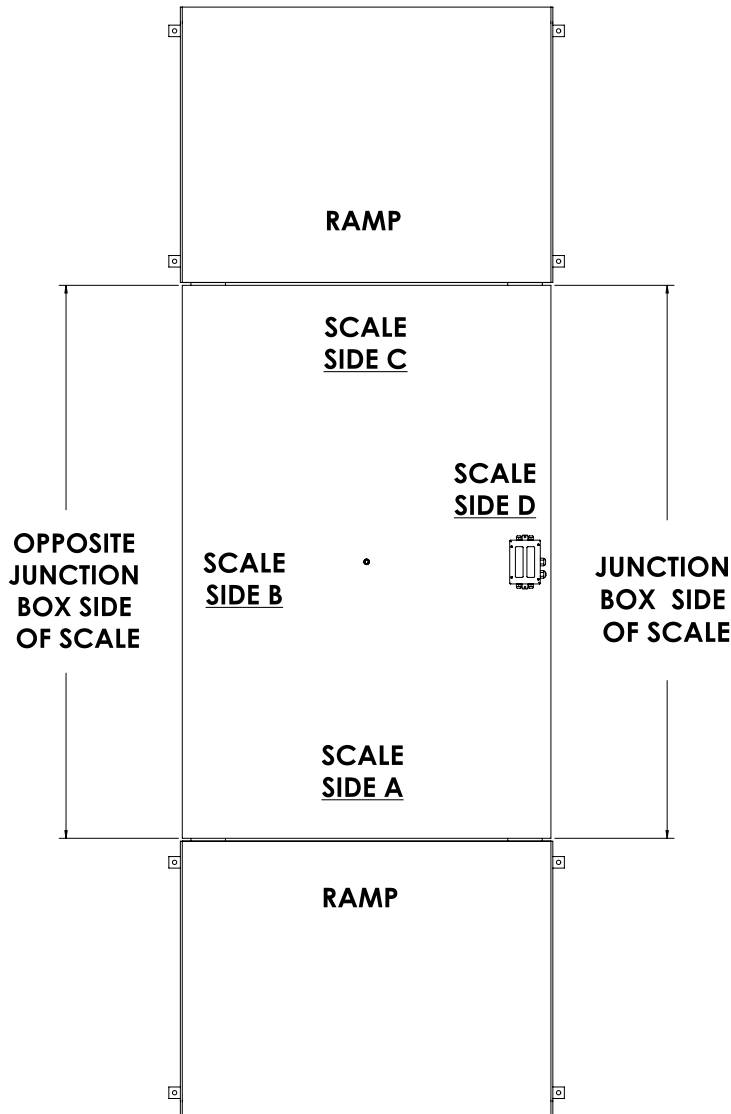 RAMP
SCALE
SIDE C
SCALE
SIDE D
OPPOSITE
JUNCTION
BOX SIDE
OF SCALE
SCALE
SIDE B
JUNCTION
BOX SIDE
OF SCALE
SCALE
SIDE A
RAMP